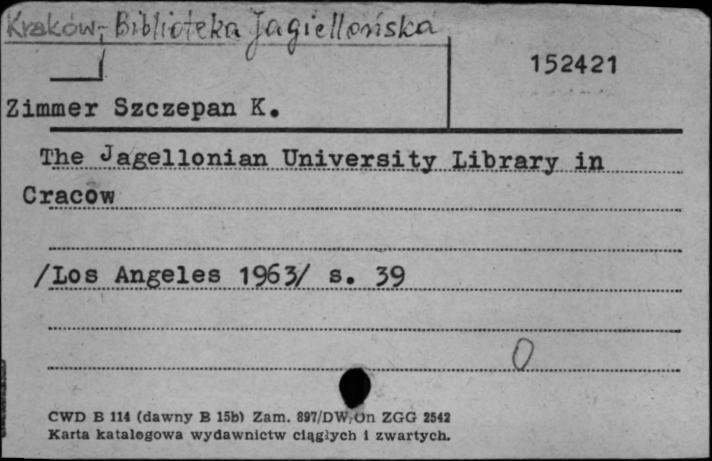 Kraków - Biblioteka Jagiellońska
152421
Zimmer Szczepan K.
The Jagellonian University Library in
Cracow
/Los Angeles 1963/ s. 39
0
CWD B 114 (dawny B 15b) Zam. 897/DW/Un ZGG 2542
Karta katalogowa wydawnictw ciągłych i zwartych.